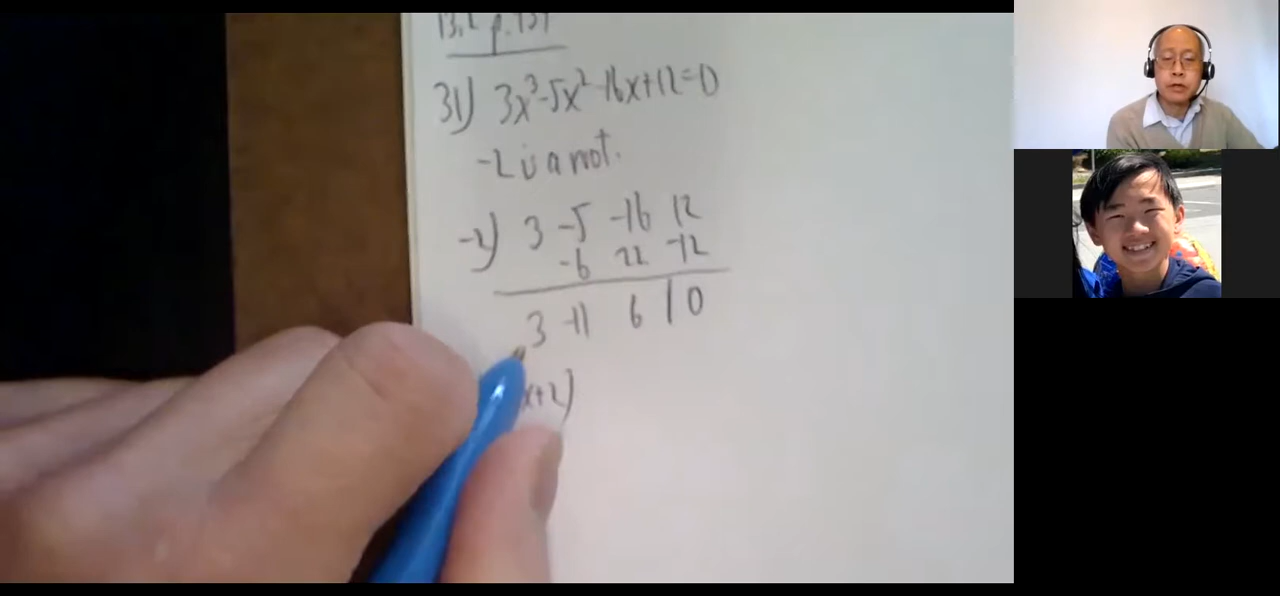 31) 3x³-5x²-16x+12=0
-2 is a root.
-2) 3 -5 -16 12
-6 22 -12
3 -11 6 | 0
x+2)